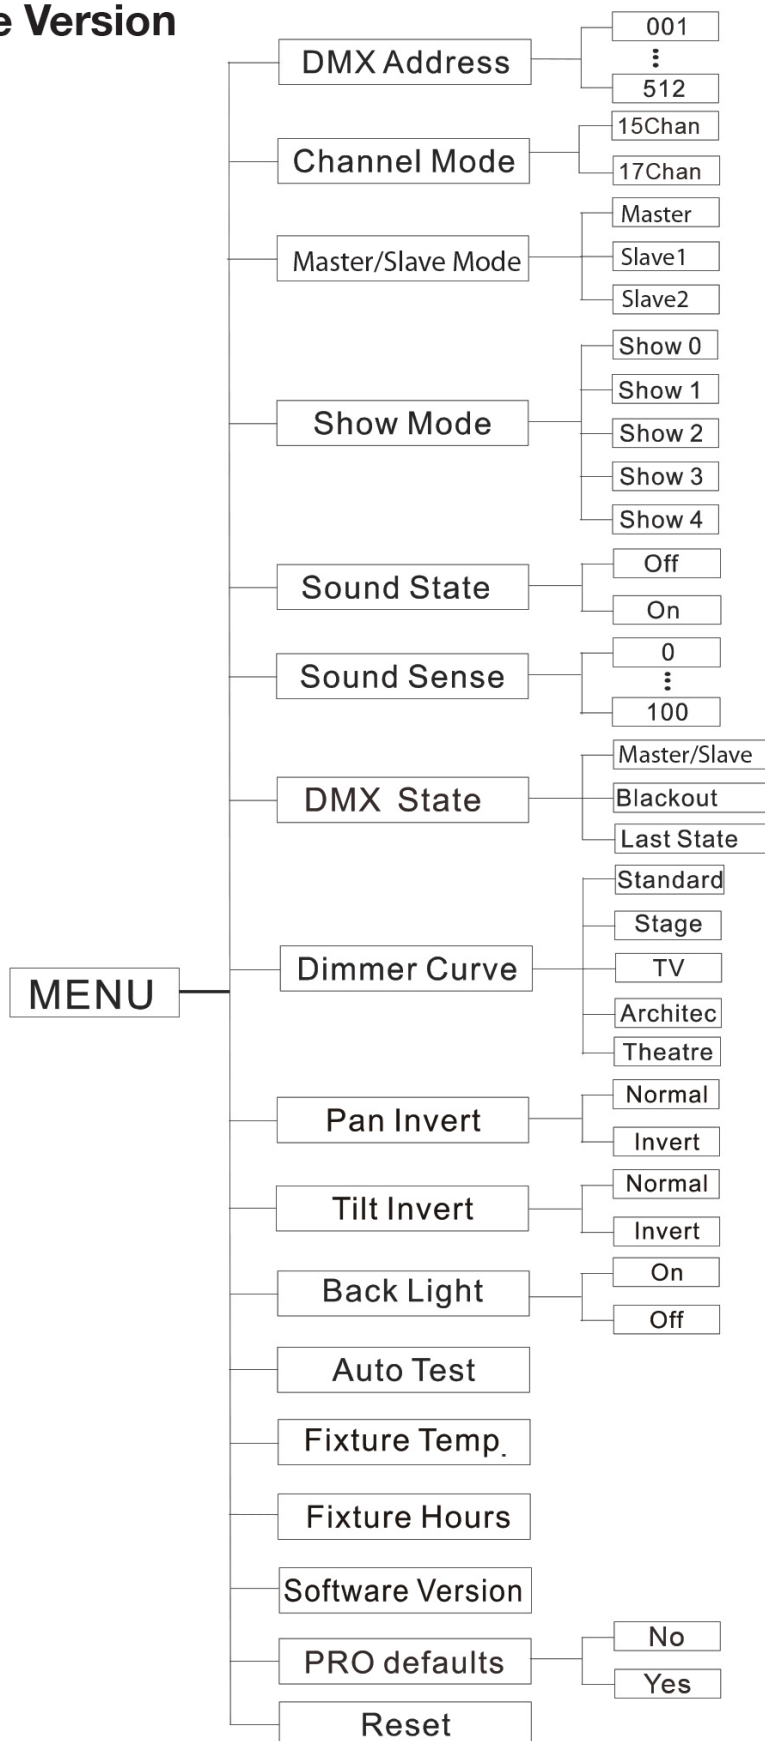 e Version
DMX Address
001
512
Channel Mode
15Chan
17Chan
Master/Slave Mode
Master
Slave1
Slave2
Show Mode
Show 0
Show 1
Show 2
Show 3
Show 4
Sound State
Off
On
Sound Sense
0
100
DMX State
Master/Slave
Blackout
Last State
MENU
Dimmer Curve
Standard
Stage
TV
Architec
Theatre
Pan Invert
Normal
Invert
Tilt Invert
Normal
Invert
Back Light
On
Off
Auto Test
Fixture Temp.
Fixture Hours
Software Version
PRO defaults
No
Yes
Reset